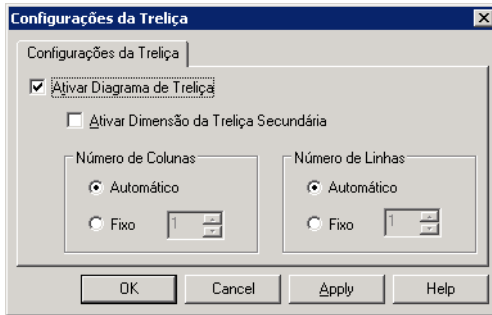 Configurações da Treliça
Configurações da Treliça
Ativar Diagrama de Treliça
Ativar Dimensão da Treliça Secundária
Número de Colunas
Automático
Fixo 1
Número de Linhas
Automático
Fixo 1
OK Cancel Apply Help